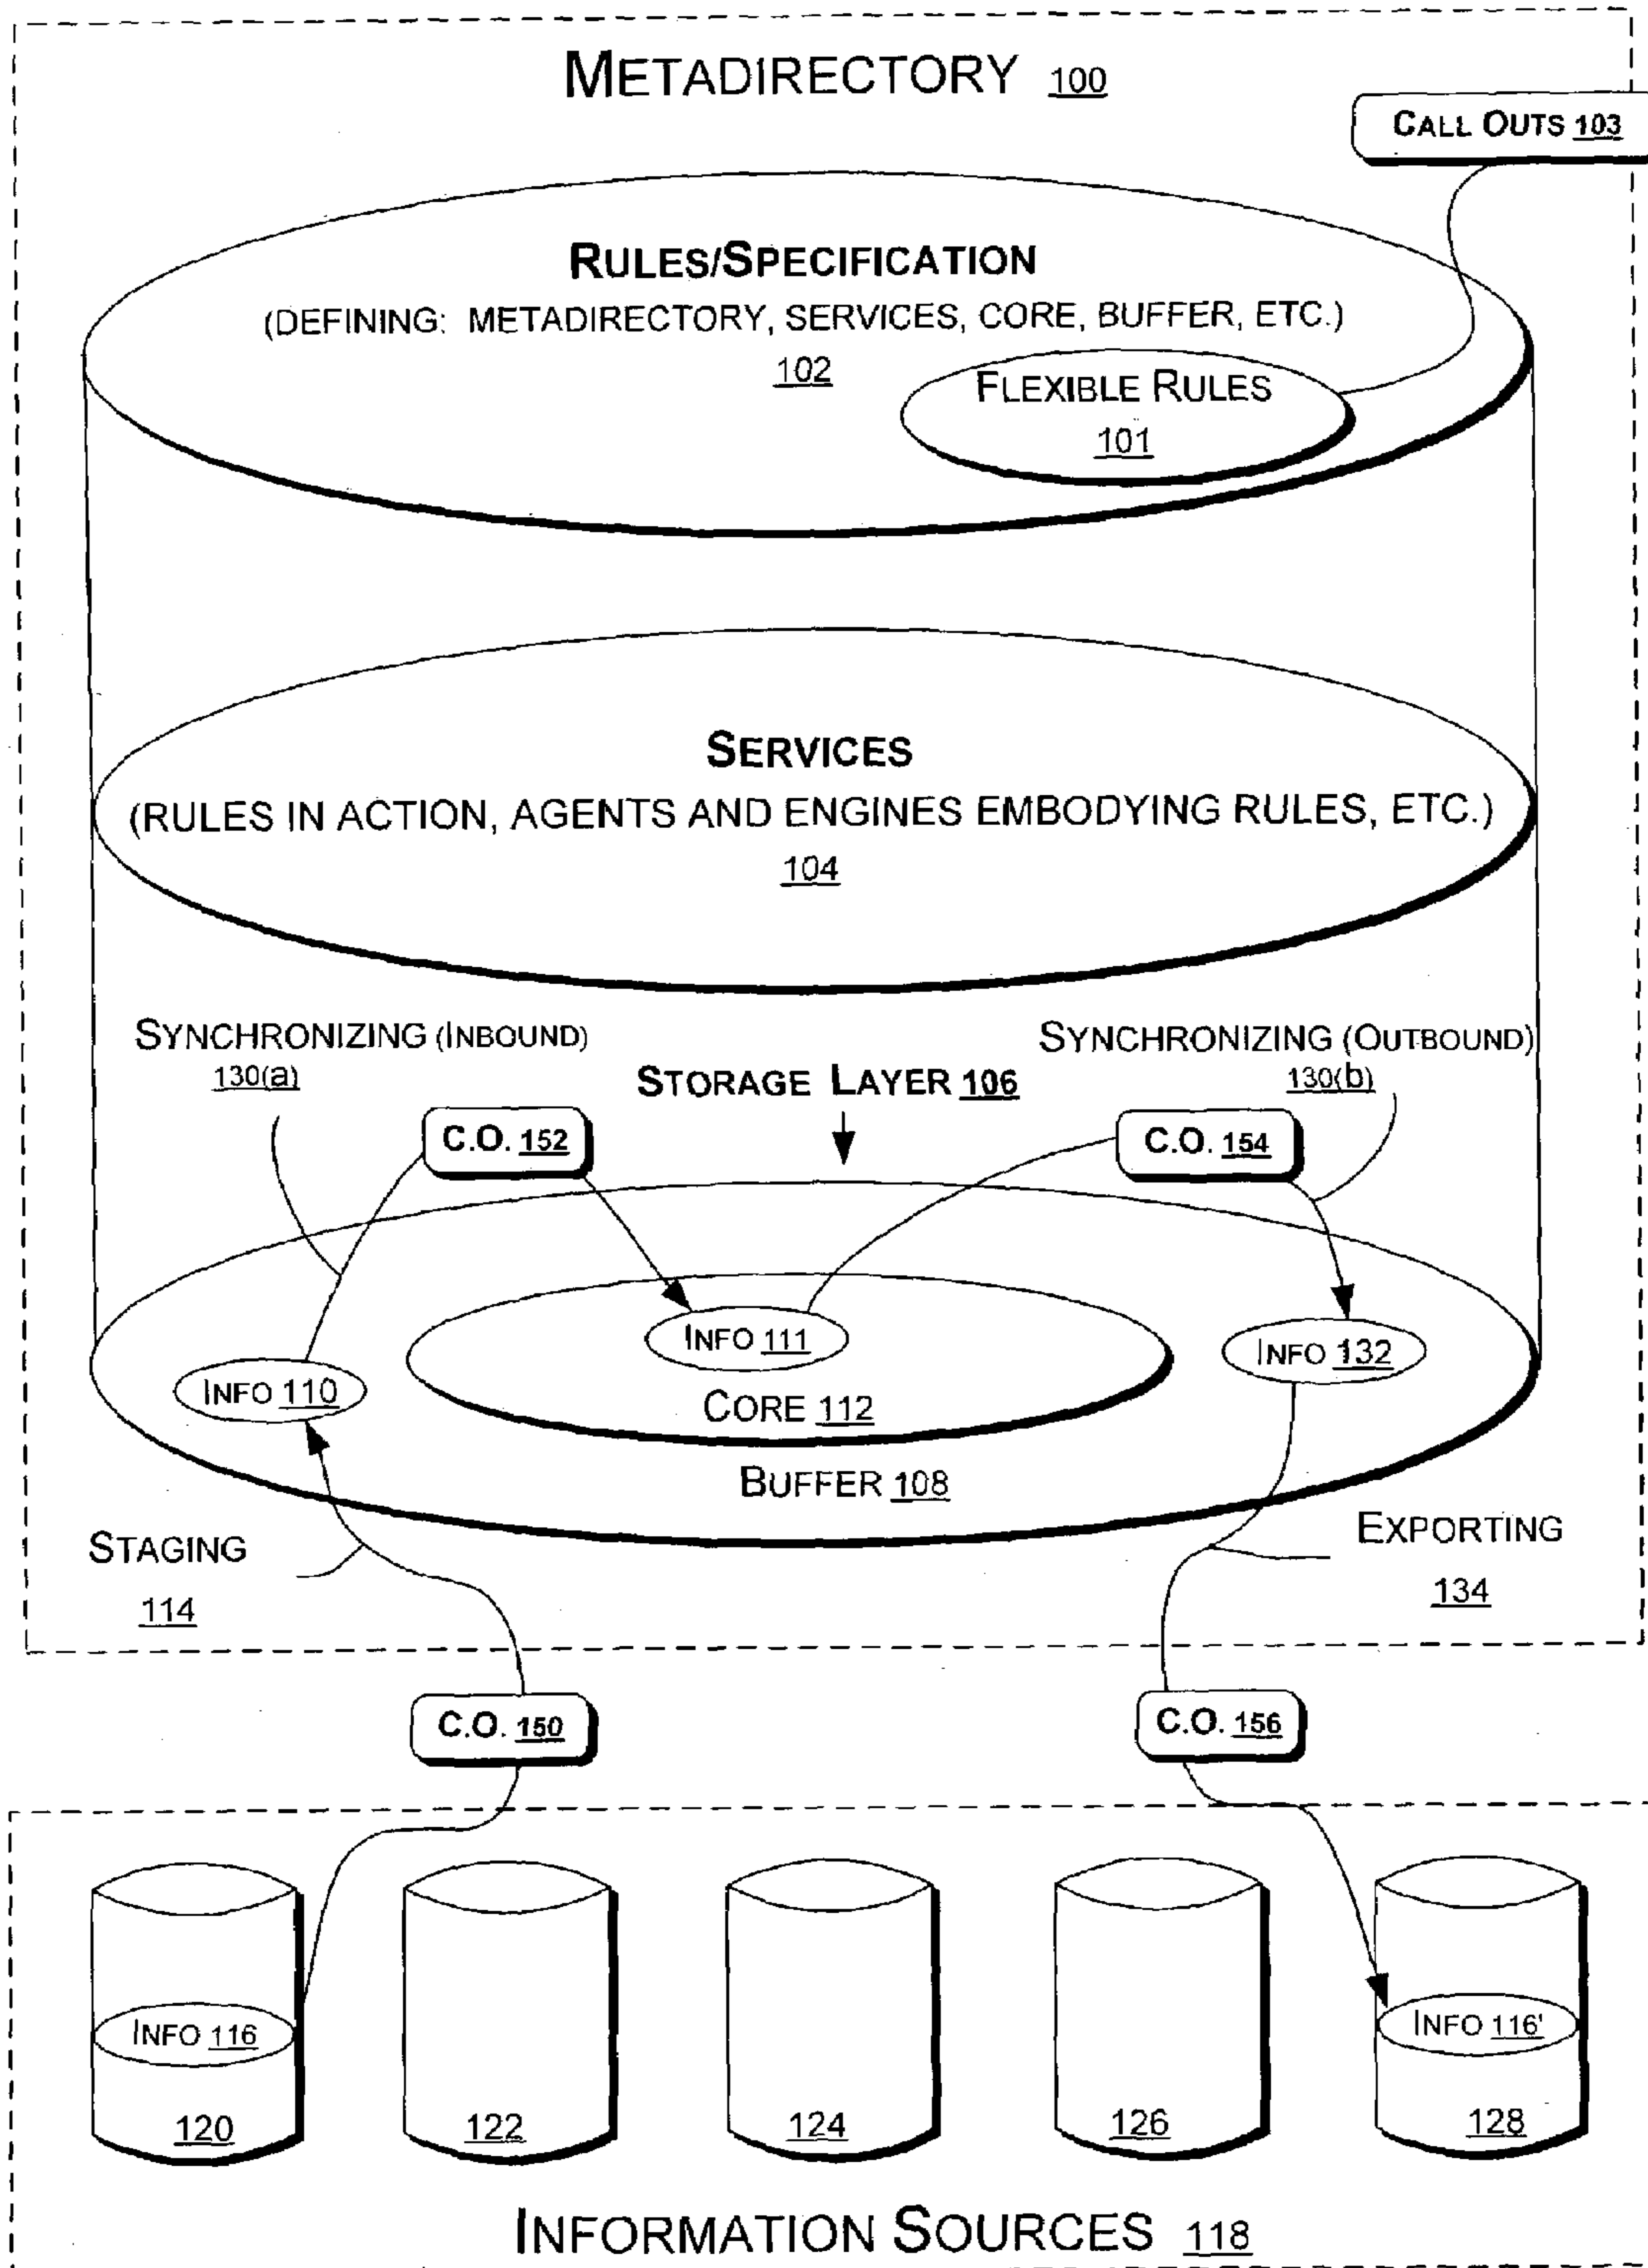 METADIRECTORY 100
CALL OUTS 103
RULES/SPECIFICATION
(DEFINING: METADIRECTORY, SERVICES, CORE, BUFFER, ETC.)
102
FLEXIBLE RULES
101
SERVICES
(RULES IN ACTION, AGENTS AND ENGINES EMBODYING RULES, ETC.)
104
SYNCHRONIZING (INBOUND)
130(a)
SYNCHRONIZING (OUTBOUND)
130(b)
STORAGE LAYER 106
C.O. 152
C.O. 154
INFO 111
INFO 132
INFO 110
CORE 112
BUFFER 108
STAGING
114
EXPORTING
134
C.O. 150
C.O. 156
INFO 116
INFO 116'
120
122
124
126
128
INFORMATION SOURCES 118